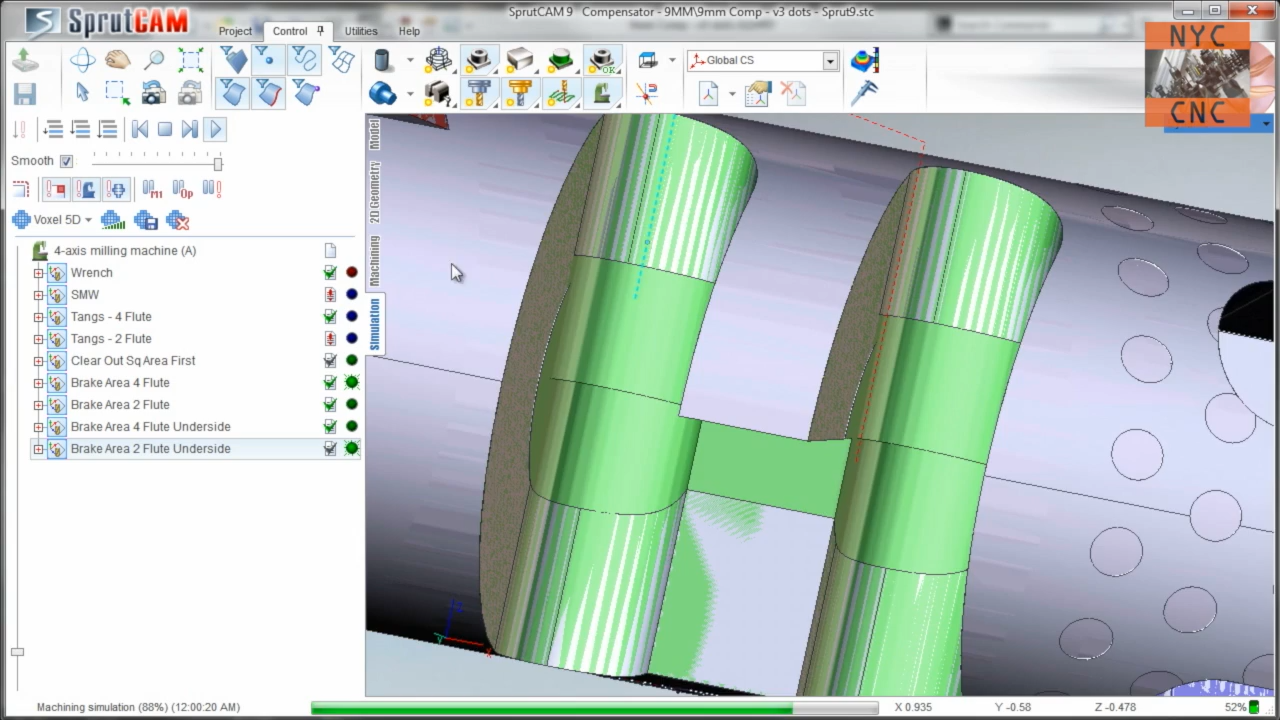 SprutCAM 9   Compensator - 9MM\9mm Comp - v3 dots - Sprut9.stc
SprutCAM
Project
Control
Utilities
Help
NYC
CNC
OK
Global CS
Smooth
M1
Op
Voxel 5D
Model
2D Geometry
Machining
Simulation
4-axis milling machine (A)
Wrench
SMW
Tangs - 4 Flute
Tangs - 2 Flute
Clear Out Sq Area First
Brake Area 4 Flute
Brake Area 2 Flute
Brake Area 4 Flute Underside
Brake Area 2 Flute Underside
Machining simulation (88%) (12:00:20 AM)
X 0.935
Y -0.58
Z -0.478
52%